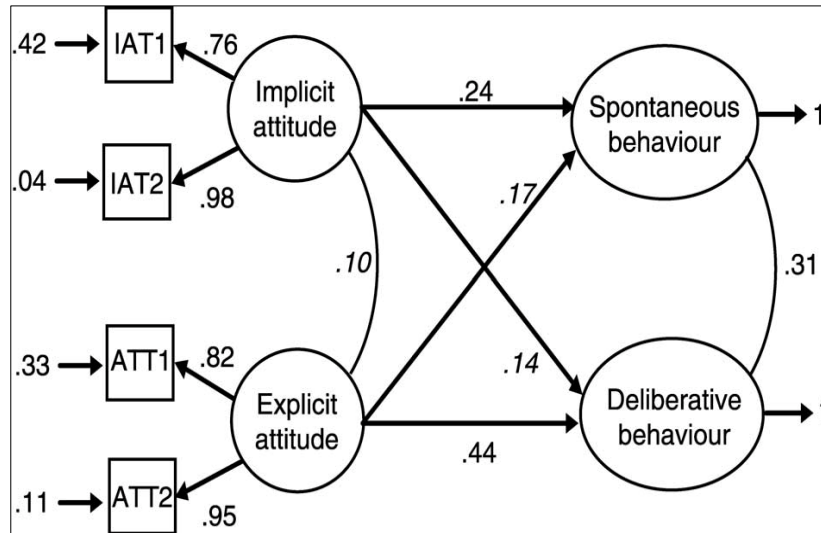 .42
IAT1
.76
Implicit
attitude
.24
Spontaneous
behaviour
.04
IAT2
.98
.17
.10
.31
.33
ATT1
.82
.14
Explicit
attitude
Deliberative
behaviour
.44
.11
ATT2
.95